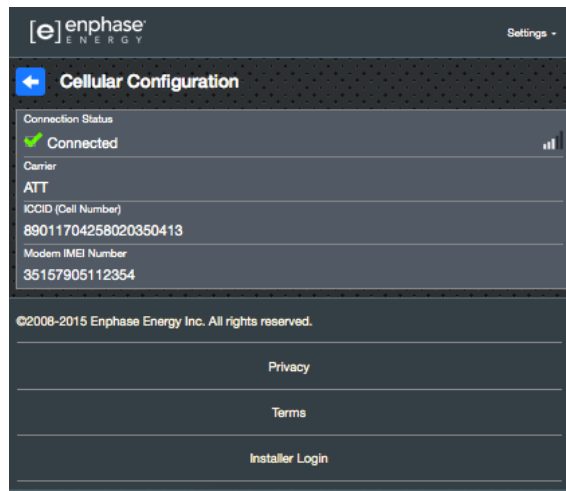 [e] enphase
ENERGY
Settings
Cellular Configuration
Connection Status
Connected
Carrier
ATT
ICCID (Cell Number)
89011704258020350413
Modem IMEI Number
35157905112354
©2008-2015 Enphase Energy Inc. All rights reserved.
Privacy
Terms
Installer Login